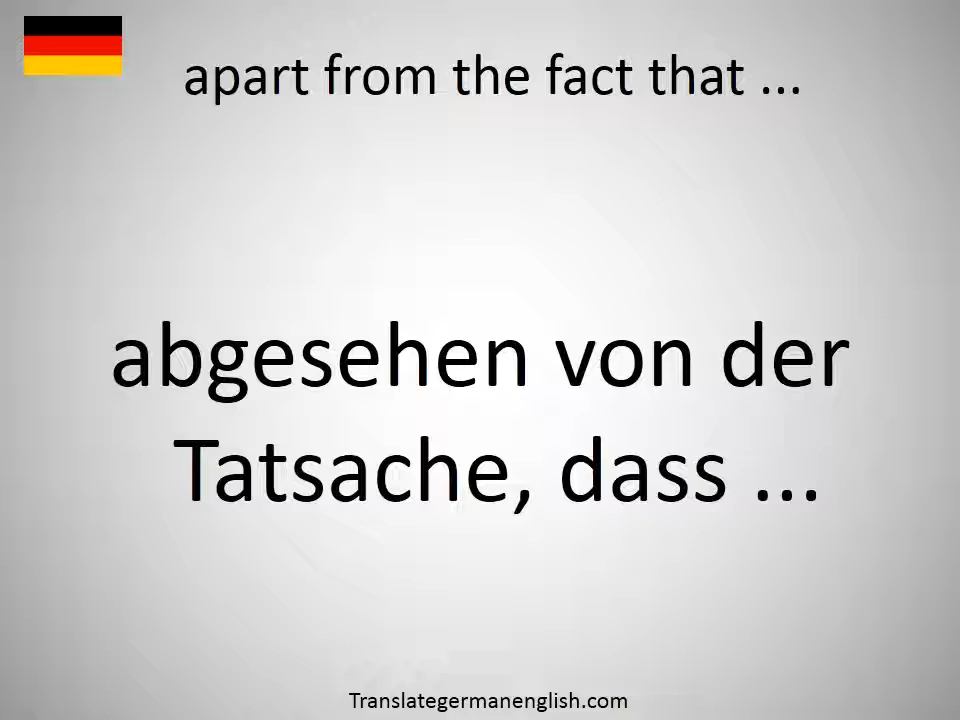 apart from the fact that ...
abgesehen von der
Tatsache, dass ...
Translategermanenglish.com